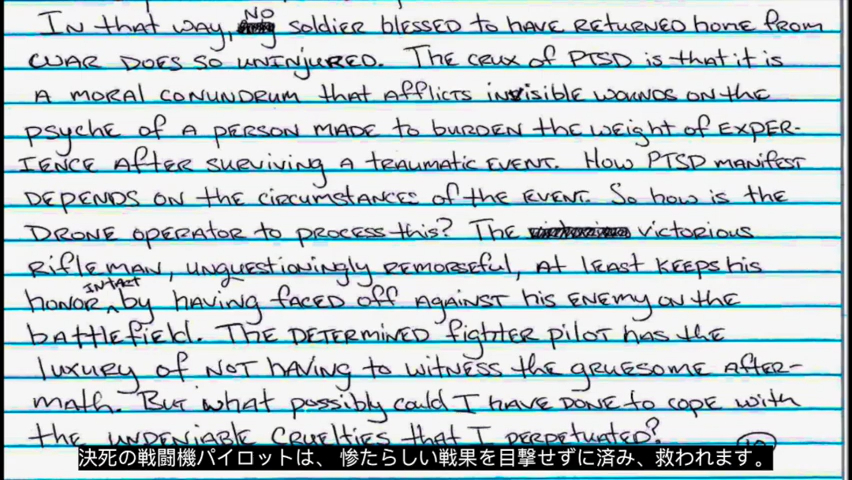 In that way, NO soldier blessed to have returned home from
war does so uninjured. The crux of PTSD is that it is
a moral conundrum that afflicts invisible wounds on the
psyche of a person made to burden the weight of exper-
ience after surviving a traumatic event. How PTSD manifest
depends on the circumstances of the event. So how is the
drone operator to process this? The victorious
rifleman, unquestioningly remorseful, at least keeps his
honor intact by having faced off against his enemy on the
battlefield. The determined fighter pilot has the
luxury of not having to witness the gruesome after-
math. But what possibly could I have done to cope with
the undeniable cruelties that I perpetuated?
決死の戦闘機パイロットは、 惨たらしい戦果を目撃せずに済み、救われます。